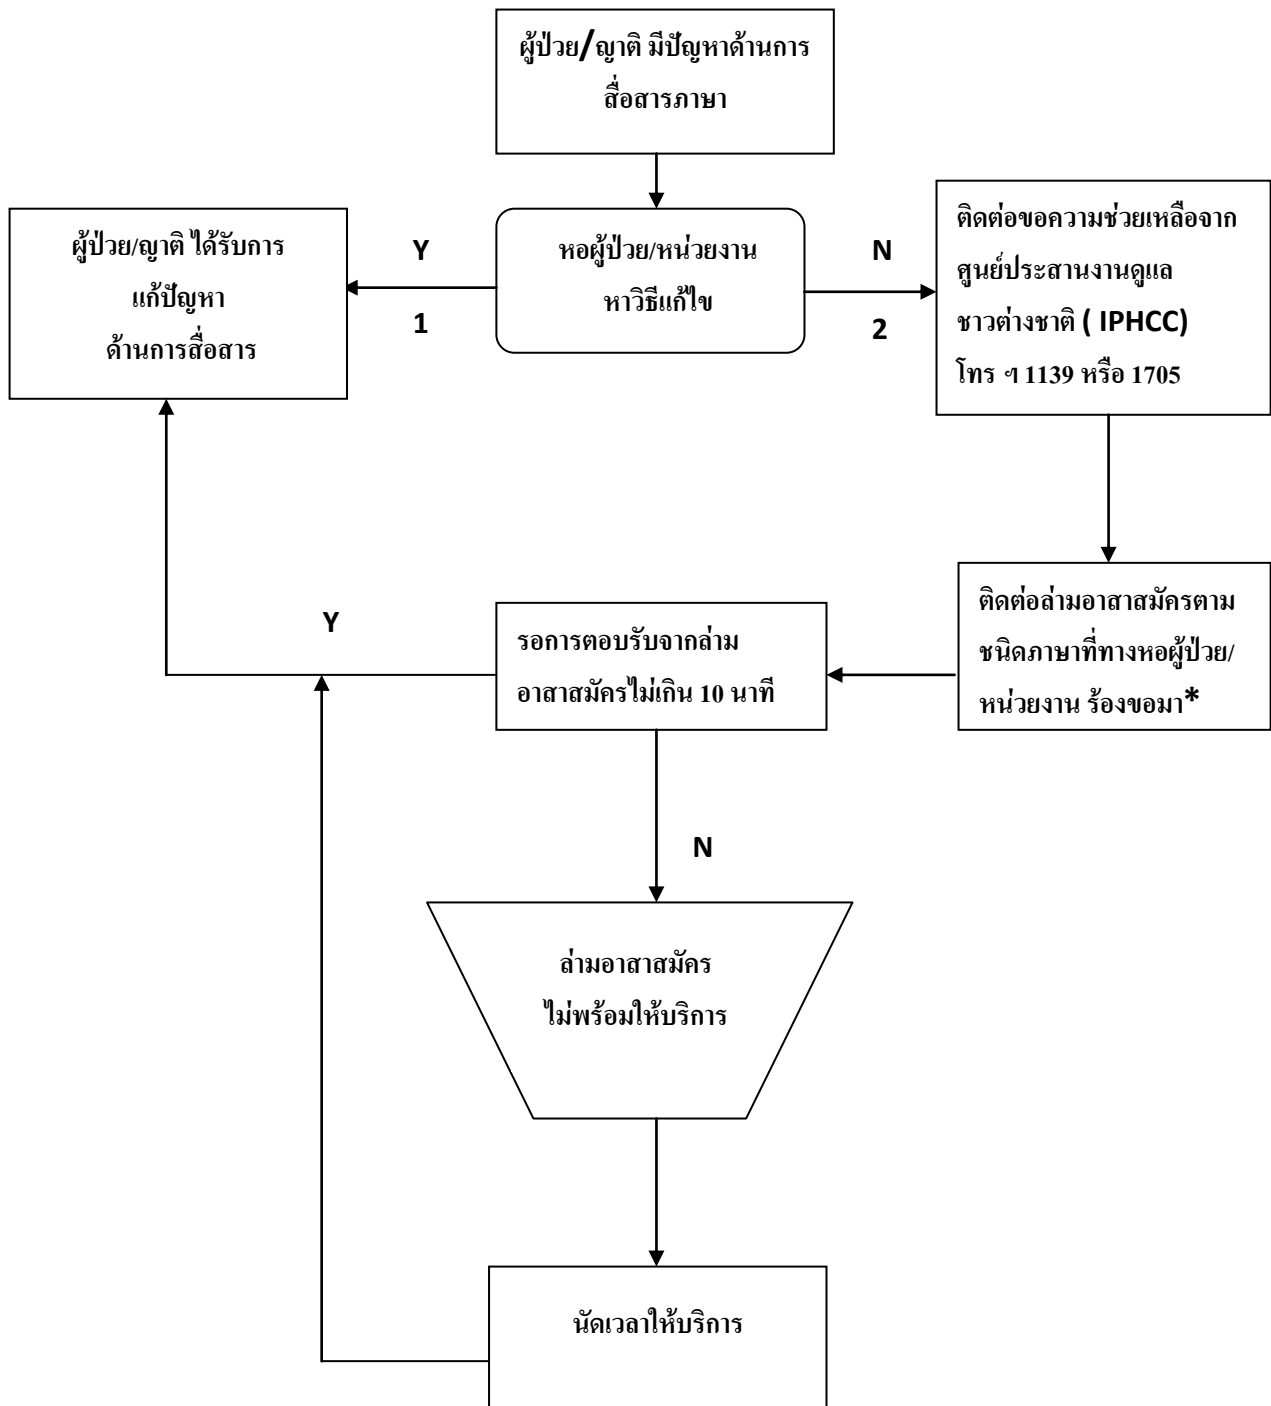 ผู้ป่วย/ญาติ มีปัญหาด้านการ
สื่อสารภาษา
ผู้ป่วย/ญาติ ได้รับการ
แก้ปัญหา
ด้านการสื่อสาร
Y
1
หอผู้ป่วย/หน่วยงาน
หาวิธีแก้ไข
N
2
ติดต่อขอความช่วยเหลือจาก
ศูนย์ประสานงานดูแล
ชาวต่างชาติ ( IPHCC)
โทร ฯ 1139 หรือ 1705
Y
รอการตอบรับจากล่าม
อาสาสมัครไม่เกิน 10 นาที
ติดต่อล่ามอาสาสมัครตาม
ชนิดภาษาที่ทางหอผู้ป่วย/
หน่วยงาน ร้องขอมา*
N
ล่ามอาสาสมัคร
ไม่พร้อมให้บริการ
นัดเวลาให้บริการ